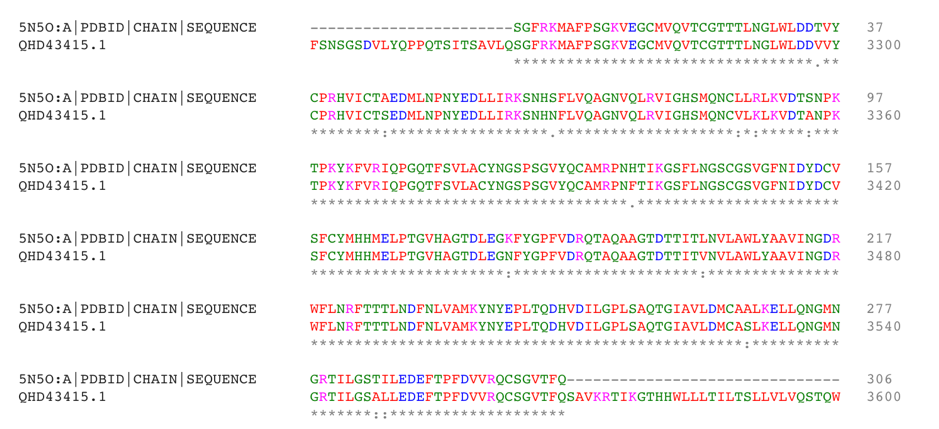 5N5O:A|PDBID|CHAIN|SEQUENCE -----------------------SGFRKMAFPSGKVEGCMVQVTCGTTTLNGLWLDDTVY 37
QHD43415.1 FSNSGSDVLYQPPQTSITSAVLQSGFRKMAFPSGKVEGCMVQVTCGTTTLNGLWLDDVVY 3300
**********************************.**
5N5O:A|PDBID|CHAIN|SEQUENCE CPRHVICTAEDMLNPNYEDLLIRKSNHSFLVQAGNVQLRVIGHSMQNCLLRLKVDTSNPK 97
QHD43415.1 CPRHVICTSEDMLNPNYEDLLIRKSNHNFLVQAGNVQLRVIGHSMQNCVLKLKVDTANPK 3360
********:******************.********************:*:*****:***
5N5O:A|PDBID|CHAIN|SEQUENCE TPKYKFVRIQPGQTFSVLACYNGSPSGVYQCAMRPNHTIKGSFLNGSCGSVGFNIDYDCV 157
QHD43415.1 TPKYKFVRIQPGQTFSVLACYNGSPSGVYQCAMRPNFTIKGSFLNGSCGSVGFNIDYDCV 3420
************************************.***********************
5N5O:A|PDBID|CHAIN|SEQUENCE SFCYMHHMELPTGVHAGTDLEGKFYGPFVDRQTAQAAGTDTTITLNVLAWLYAAVINGDR 217
QHD43415.1 SFCYMHHMELPTGVHAGTDLEGNFYGPFVDRQTAQAAGTDTTITVNVLAWLYAAVINGDR 3480
**********************:*********************:***************
5N5O:A|PDBID|CHAIN|SEQUENCE WFLNRFTTTLNDFNLVAMKYNYEPLTQDHVDILGPLSAQTGIAVLDMCAALKELLQNGMN 277
QHD43415.1 WFLNRFTTTLNDFNLVAMKYNYEPLTQDHVDILGPLSAQTGIAVLDMCASLKELLQNGMN 3540
*************************************************:**********
5N5O:A|PDBID|CHAIN|SEQUENCE GRTILGSTILEDEFTPFDVVRQCSGVTFQ------------------------------- 306
QHD43415.1 GRTILGSALLEDEFTPFDVVRQCSGVTFQSAVKRTIKGTHHWLLLTILTSLLVLVQSTQW 3600
*******::********************